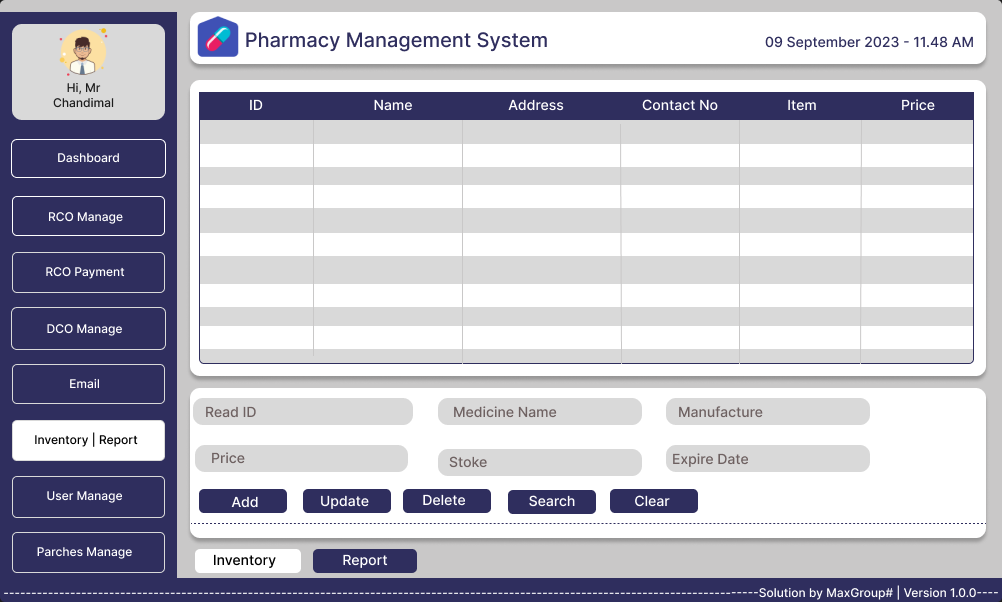 Hi, Mr
Chandimal
Dashboard
RCO Manage
RCO Payment
DCO Manage
Email
Inventory | Report
User Manage
Parches Manage
Pharmacy Management System
09 September 2023 - 11.48 AM
ID Name Address Contact No Item Price
Read ID Medicine Name Manufacture
Price Stoke Expire Date
Add Update Delete Search Clear
Inventory Report
Solution by MaxGroup# | Version 1.0.0